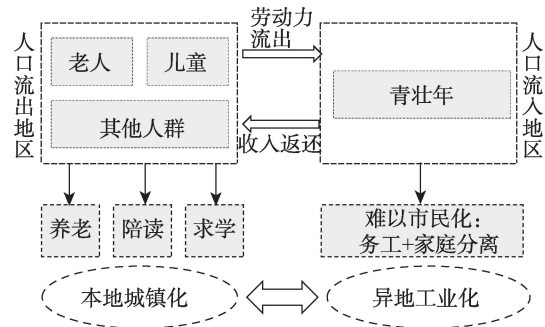 人口流出地区
老人
儿童
其他人群
劳动力
流出
收入返还
青壮年
人口流入地区
养老
陪读
求学
难以市民化：
务工+家庭分离
本地城镇化
异地工业化